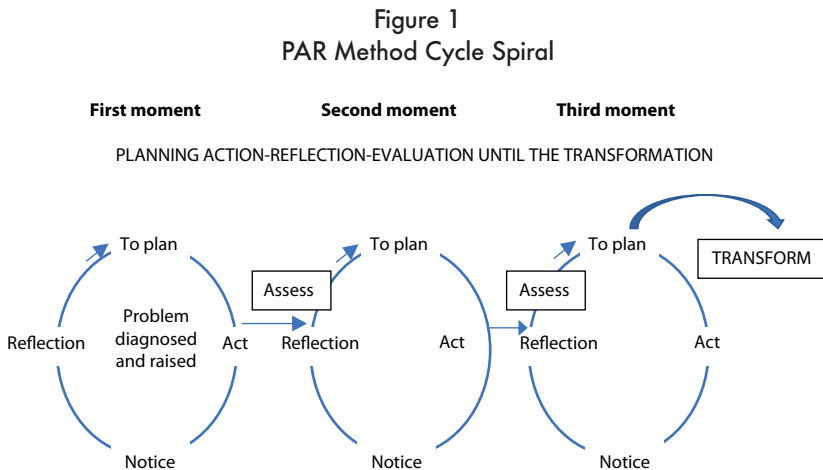 Figure 1
PAR Method Cycle Spiral
First moment
Second moment
Third moment
PLANNING ACTION-REFLECTION-EVALUATION UNTIL THE TRANSFORMATION
To plan
Assess
Problem
diagnosed
and raised
Reflection
Act
Notice
To plan
Assess
Reflection
Act
Notice
To plan
TRANSFORM
Reflection
Act
Notice